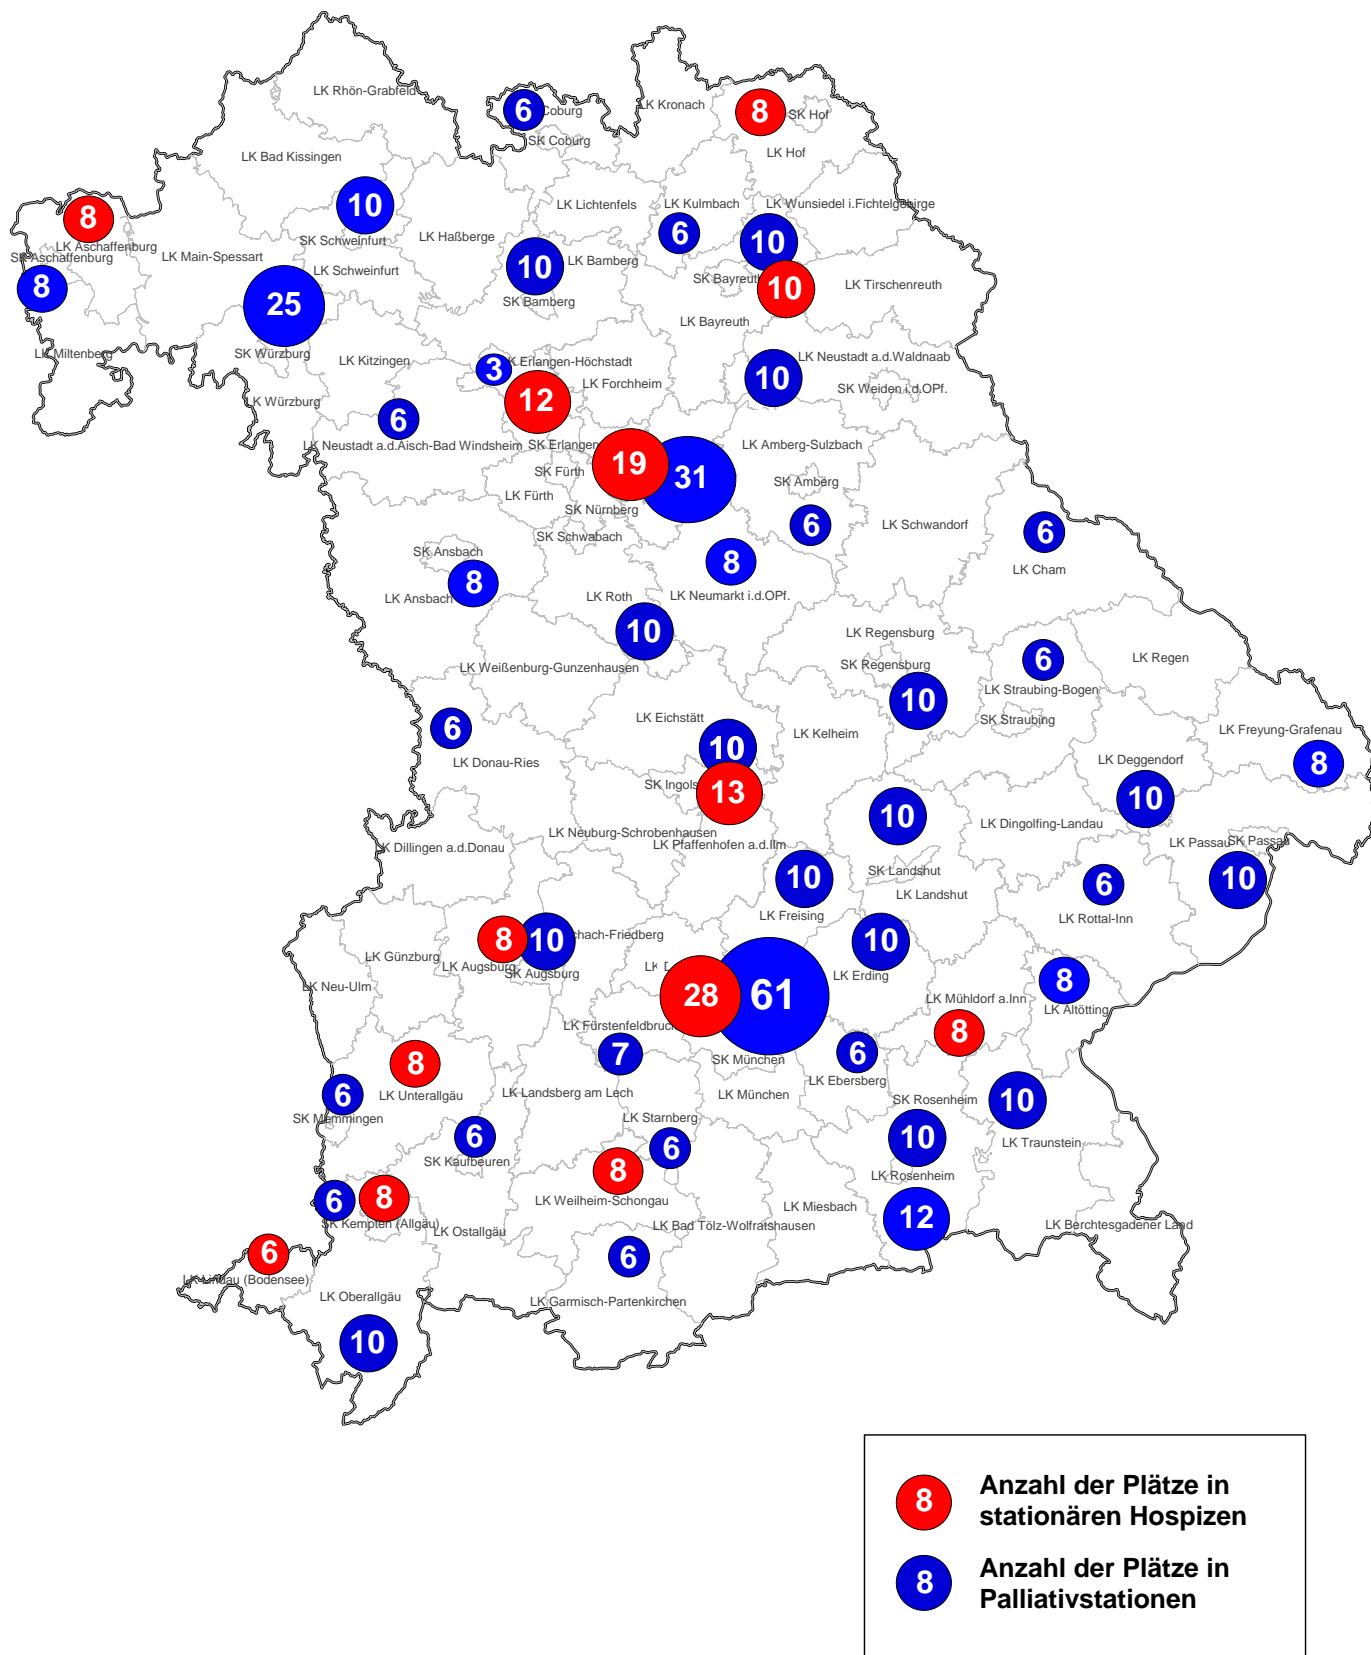 LK Rhön-Grabfeld
6
Coburg
SK Coburg
LK Kronach
8
SK Hof
LK Hof
LK Bad Kissingen
10
SK Schweinfurt
LK Lichtenfels
LK Kulmbach
6
LK Wunsiedel i.Fichtelgebirge
10
8
LK Aschaffenburg
SK Aschaffenburg
8
LK Main-Spessart
LK Haßberge
LK Schweinfurt
10
LK Bamberg
SK Bamberg
SK Bayreuth
10
LK Tirschenreuth
25
SK Würzburg
LK Bayreuth
LK Miltenberg
LK Kitzingen
3
Erlangen-Höchstadt
LK Forchheim
LK Neustadt a.d.Waldnaab
10
SK Weiden i.d.OPf.
LK Würzburg
12
6
LK Neustadt a.d.Aisch-Bad Windsheim
SK Erlangen
LK Amberg-Sulzbach
19
31
SK Fürth
LK Fürth
SK Nürnberg
SK Amberg
6
LK Schwandorf
6
LK Cham
SK Schwabach
SK Ansbach
8
LK Ansbach
8
LK Neumarkt i.d.OPf.
LK Roth
10
LK Regensburg
SK Regensburg
10
LK Weißenburg-Gunzenhausen
6
LK Straubing-Bogen
SK Straubing
LK Regen
LK Eichstätt
10
LK Kelheim
6
LK Donau-Ries
LK Freyung-Grafenau
8
LK Deggendorf
10
SK Ingols
13
10
LK Neuburg-Schrobenhausen
LK Pfaffenhofen a.d.Ilm
LK Dingolfing-Landau
LK Dillingen a.d.Donau
LK Passau
SK Passau
10
10
LK Freising
SK Landshut
LK Landshut
6
LK Rottal-Inn
8
10
chach-Friedberg
LK Günzburg
LK Augsburg
SK Augsburg
10
LK Erding
LK Neu-Ulm
28
61
8
LK Altötting
LK Mühldorf a.Inn
8
LK Fürstenfeldbruck
7
SK München
6
LK Ebersberg
8
LK Unterallgäu
LK Landsberg am Lech
LK München
6
SK Memmingen
SK Rosenheim
10
LK Traunstein
LK Starnberg
6
6
SK Kaufbeuren
10
LK Rosenheim
8
LK Weilheim-Schongau
6
8
SK Kempten (Allgäu)
LK Ostallgäu
LK Bad Tölz-Wolfratshausen
LK Miesbach
12
LK Berchtesgadener Land
6
LK Lindau (Bodensee)
6
LK Garmisch-Partenkirchen
LK Oberallgäu
10
8
Anzahl der Plätze in
stationären Hospizen
8
Anzahl der Plätze in
Palliativstationen